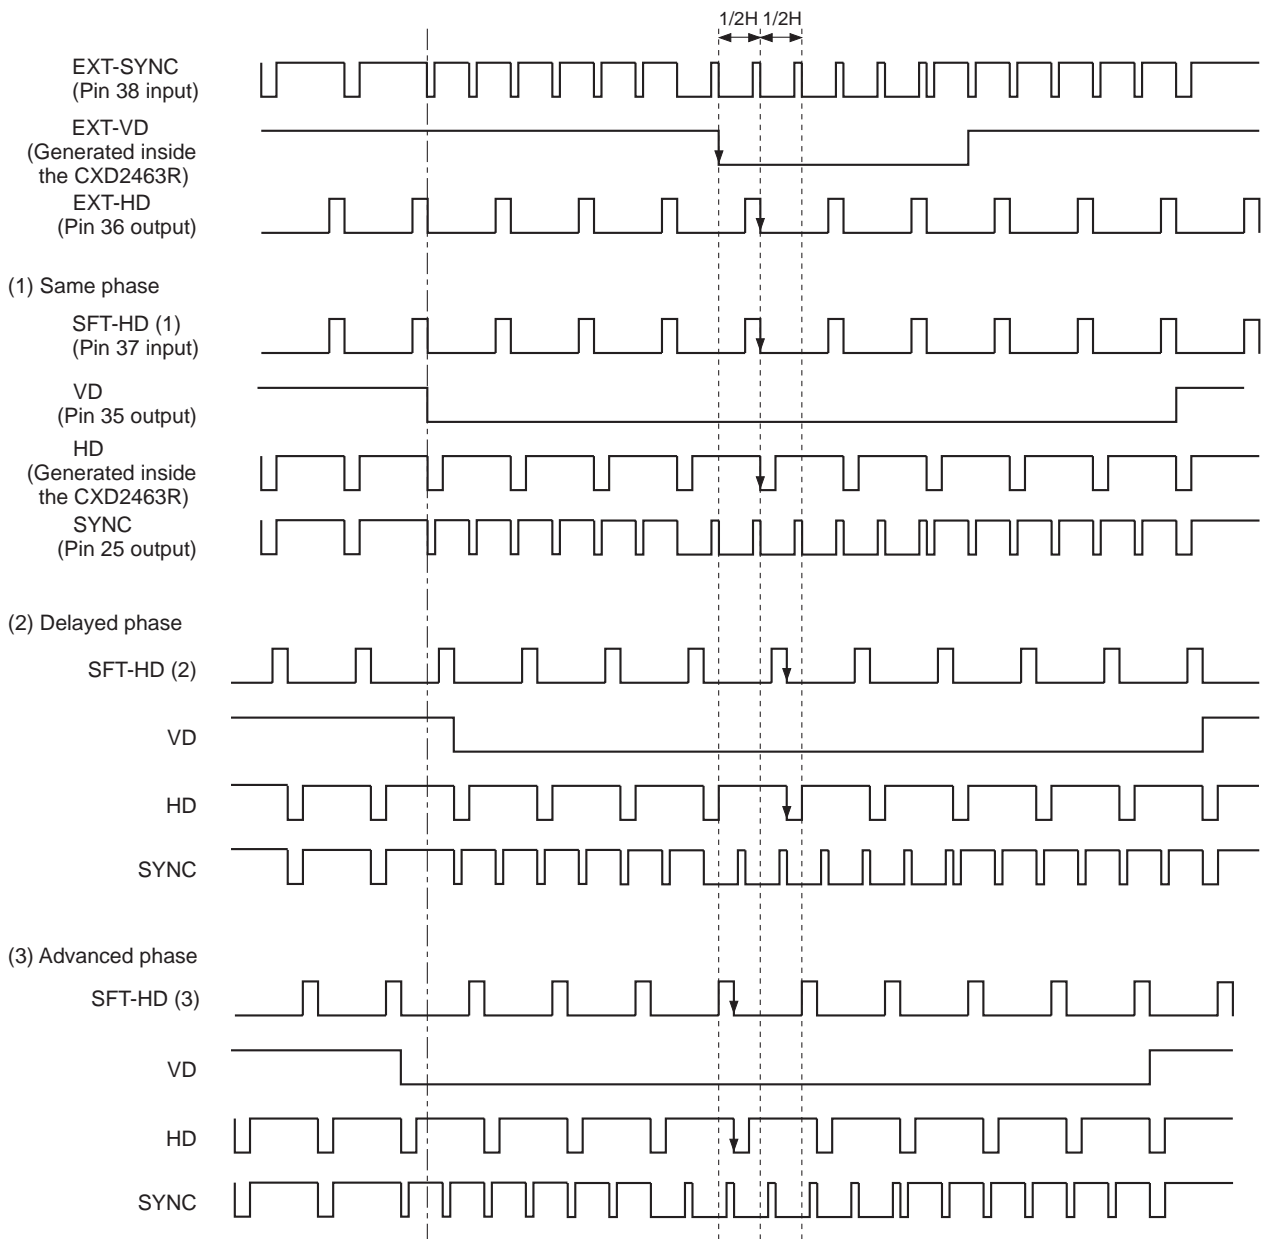 1/2H 1/2H
EXT-SYNC
(Pin 38 input)
EXT-VD
(Generated inside
the CXD2463R)
EXT-HD
(Pin 36 output)
(1) Same phase
SFT-HD (1)
(Pin 37 input)
VD
(Pin 35 output)
HD
(Generated inside
the CXD2463R)
SYNC
(Pin 25 output)
(2) Delayed phase
SFT-HD (2)
VD
HD
SYNC
(3) Advanced phase
SFT-HD (3)
VD
HD
SYNC